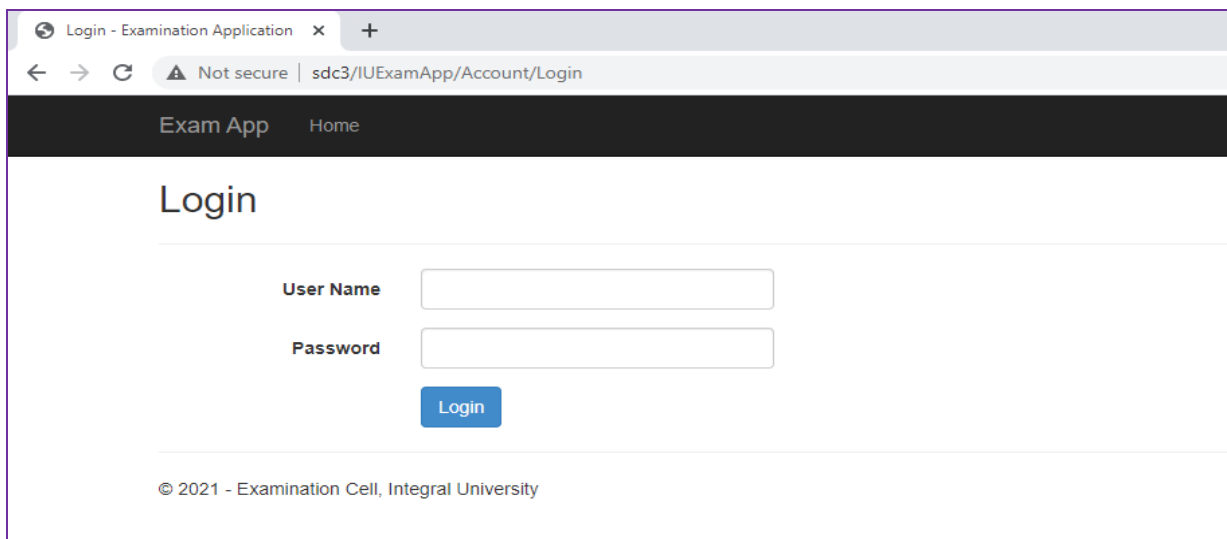 Login - Examination Application
Not secure | sdc3/IUExamApp/Account/Login
Exam App Home
Login
User Name
Password
Login
© 2021 - Examination Cell, Integral University